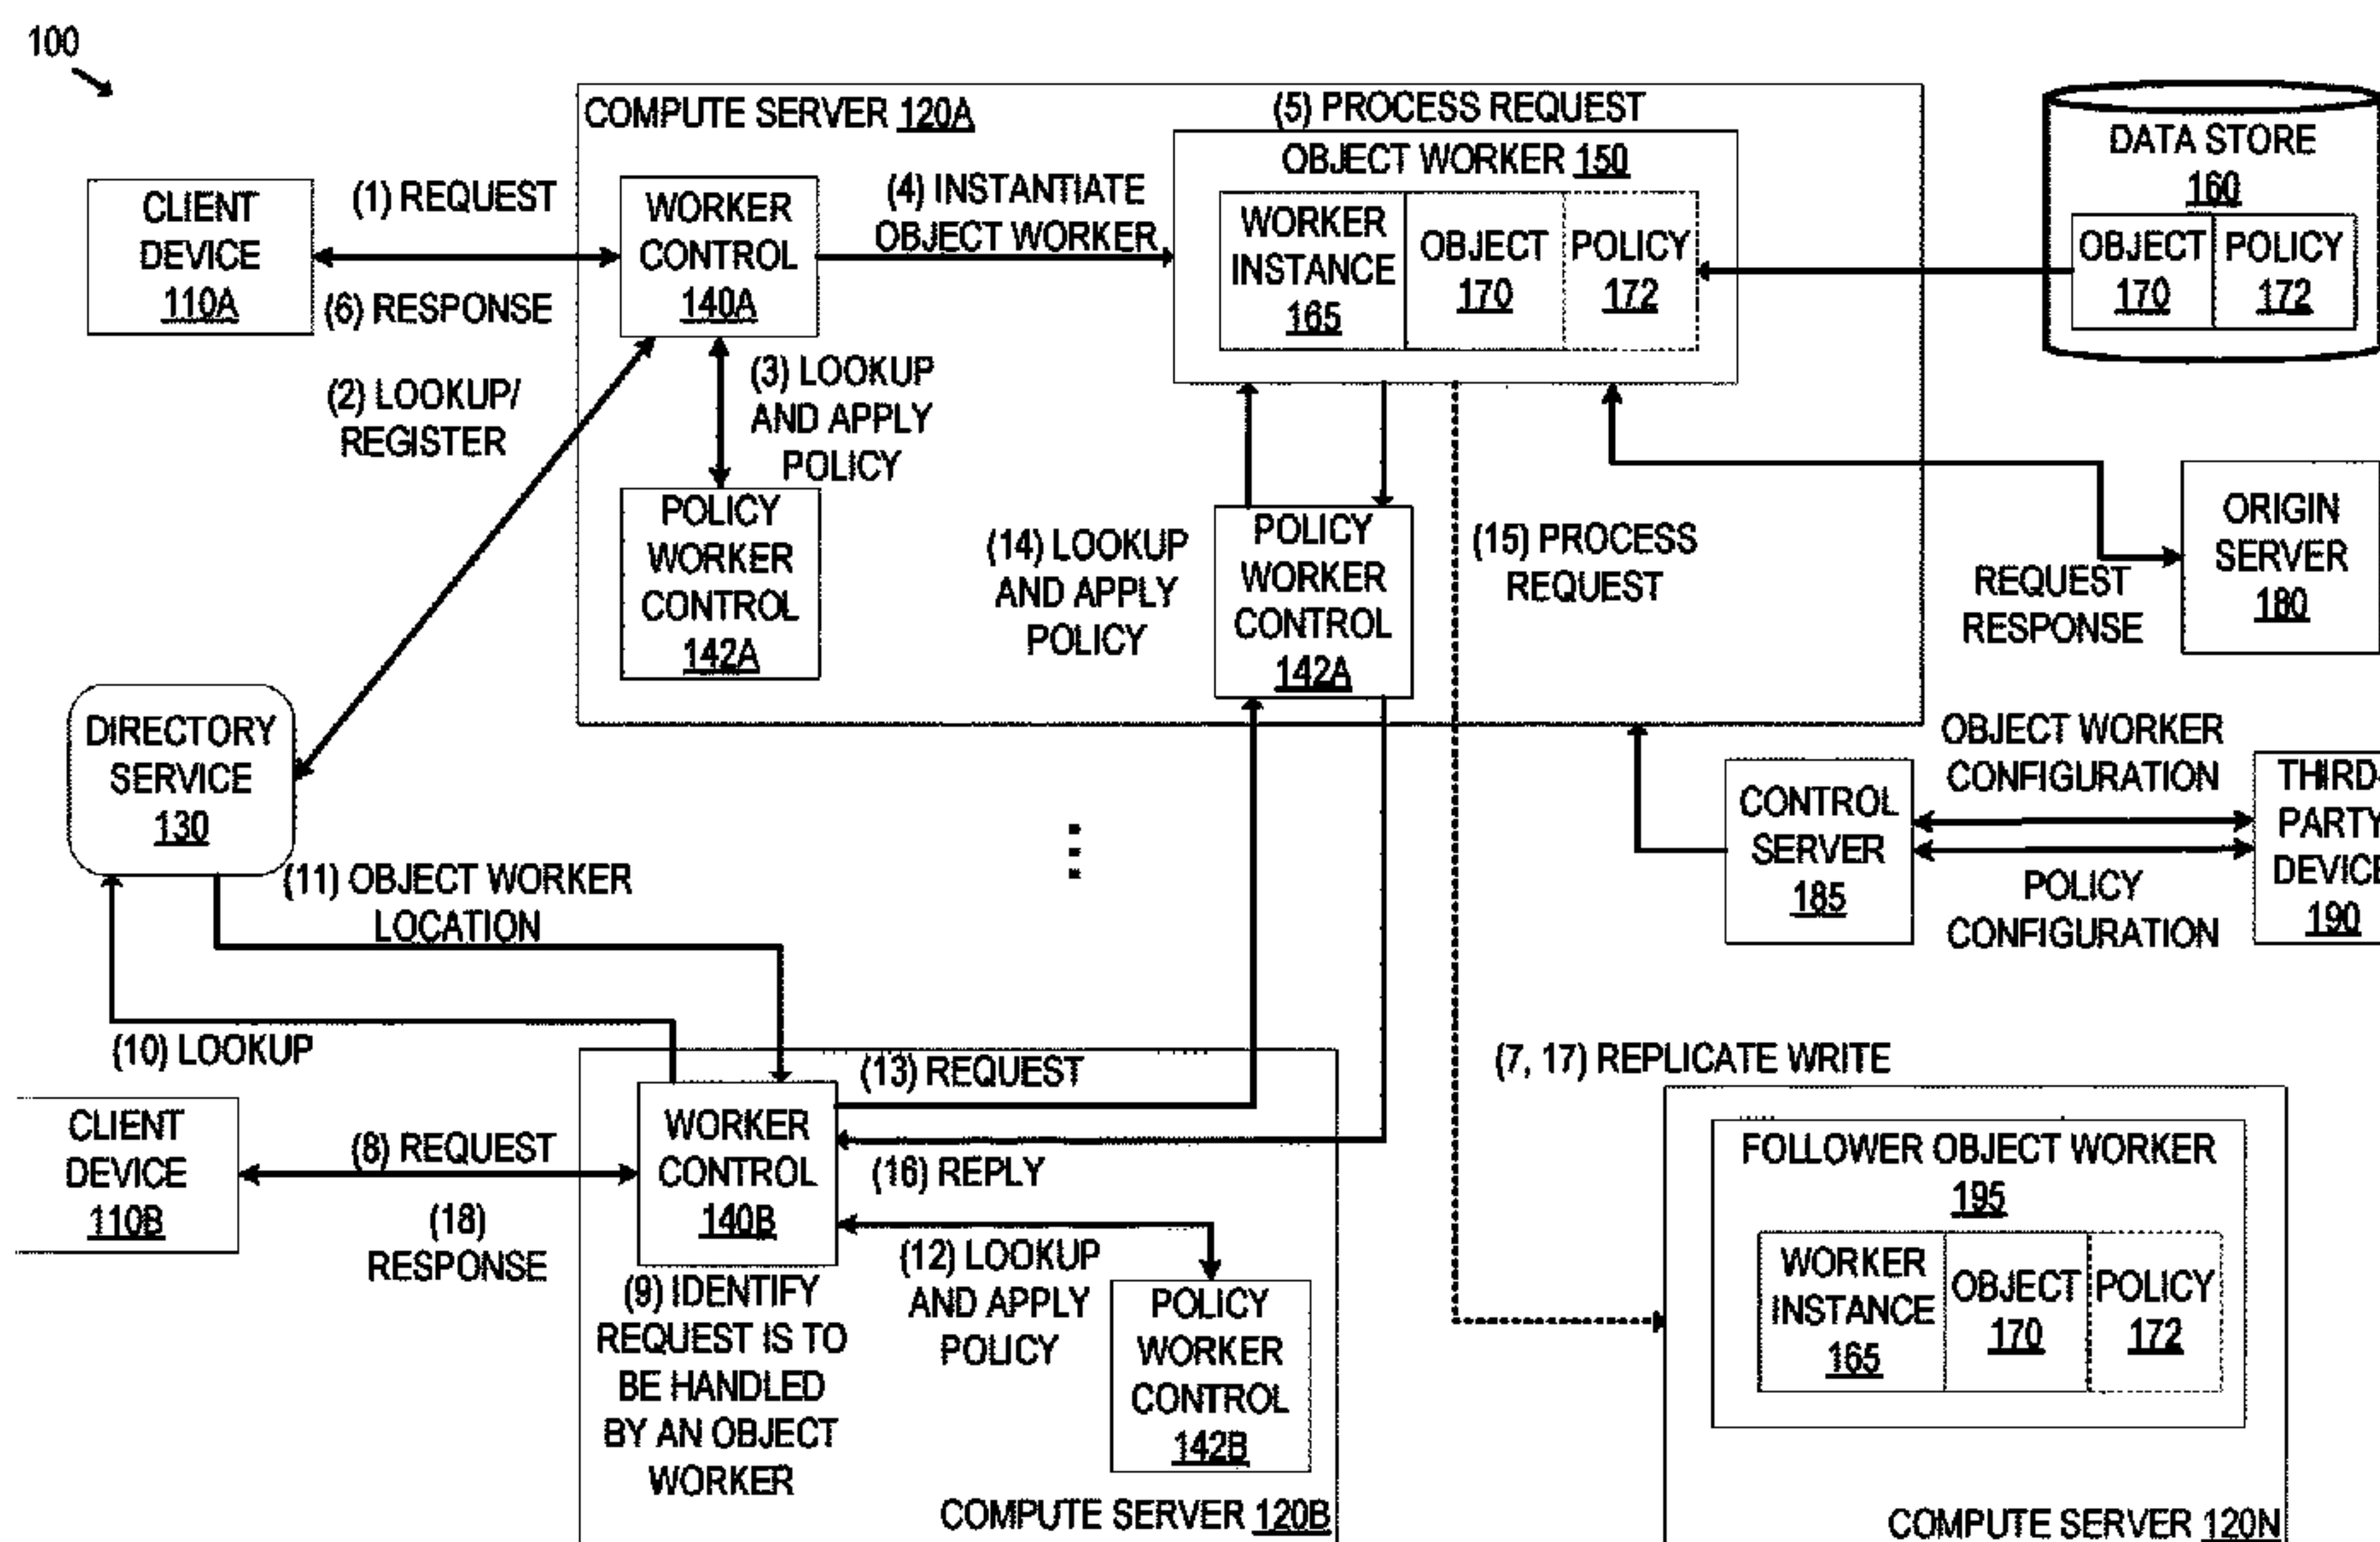 100
COMPUTE SERVER 120A
(5) PROCESS REQUEST
OBJECT WORKER 150
WORKER
INSTANCE
165
OBJECT
170
POLICY
172
DATA STORE
160
OBJECT
170
POLICY
172
CLIENT
DEVICE
110A
(1) REQUEST
(6) RESPONSE
WORKER
CONTROL
140A
(4) INSTANTIATE
OBJECT WORKER
(2) LOOKUP/
REGISTER
(3) LOOKUP
AND APPLY
POLICY
POLICY
WORKER
CONTROL
142A
(14) LOOKUP
AND APPLY
POLICY
POLICY
WORKER
CONTROL
142A
(15) PROCESS
REQUEST
REQUEST
RESPONSE
ORIGIN
SERVER
180
DIRECTORY
SERVICE
130
OBJECT WORKER
CONFIGURATION
CONTROL
SERVER
185
POLICY
CONFIGURATION
THIRD-
PARTY
DEVICE
190
(11) OBJECT WORKER
LOCATION
(10) LOOKUP
(13) REQUEST
(7, 17) REPLICATE WRITE
CLIENT
DEVICE
110B
(8) REQUEST
(18)
RESPONSE
WORKER
CONTROL
140B
(16) REPLY
(9) IDENTIFY
REQUEST IS TO
BE HANDLED
BY AN OBJECT
WORKER
(12) LOOKUP
AND APPLY
POLICY
POLICY
WORKER
CONTROL
142B
COMPUTE SERVER 120B
FOLLOWER OBJECT WORKER
195
WORKER
INSTANCE
165
OBJECT
170
POLICY
172
COMPUTE SERVER 120N